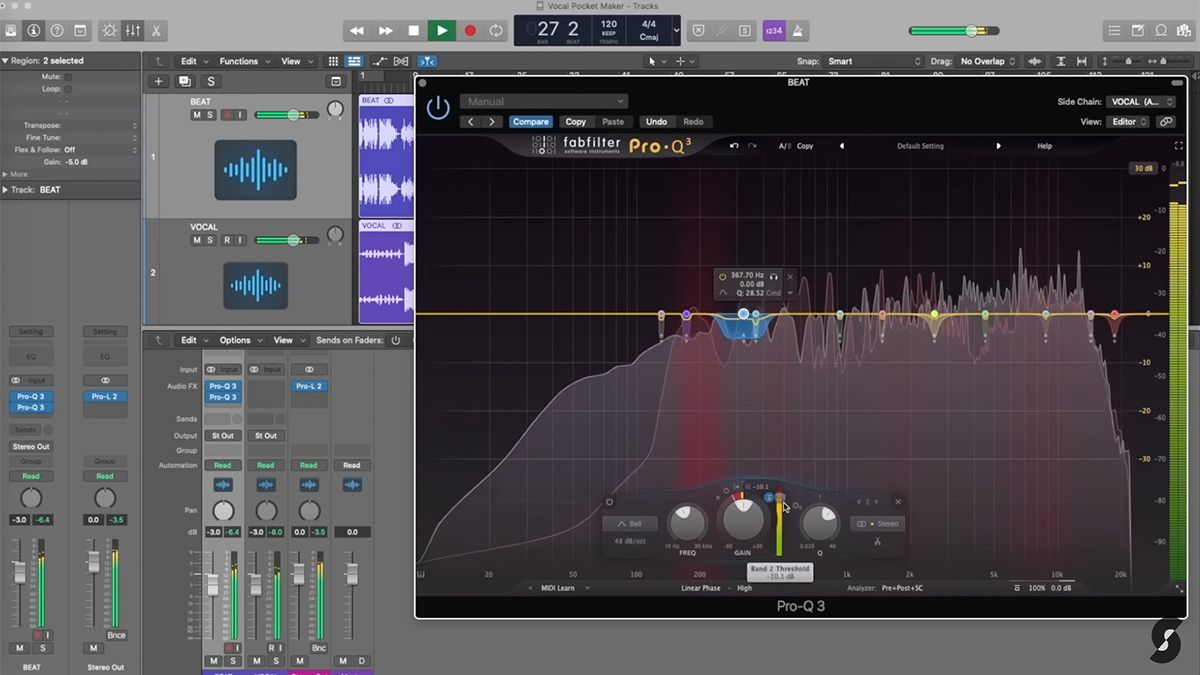 Vocal Pocket Maker - Tracks
27 2
BAR BEAT
120
KEEP
TEMPO
4/4
Cmaj
1234
Region: 2 selected
Mute:
Loop:
Transpose:
Fine Tune:
Flex & Follow: Off
Gain: -5.0 dB
More
Track: BEAT
Edit Functions View
Snap: Smart
Drag: No Overlap
S
1
BEAT
M S R I
1
BEAT
VOCAL
M S R I
2
VOCAL
BEAT
Manual
Side Chain: VOCAL (A...
Compare Copy Paste Undo Redo
View: Editor
fabfilter
software instruments
Pro·Q 3
A/B Copy
Default Setting
Help
30 dB
+20
+10
0
-10
-20
-30
0
-10
-20
-30
-40
-50
-60
-70
-80
-90
367.70 Hz
0.00 dB
Q: 28.52 Cmd
-10.1
Bell
48 dB/oct
10 Hz 30 kHz
FREQ
-30 +30
GAIN
0.025 40
Q
2
Stereo
Band 2 Threshold
-10.1 dB
20 50 100 200 1k 2k 5k 10k 20k
MIDI Learn
Linear Phase - High
Analyzer: Pre+Post+SC
100% 0.0 dB
Pro-Q 3
Setting Setting
EQ EQ
Input
Pro-Q 3 Pro-L 2
Pro-Q 3
Sends
Stereo Out
Group Group
Read Read
-3.0 -6.4 0.0 -3.5
R I
Bnce
M S M
BEAT Stereo Out
Edit Options View Sends on Faders:
Input Input Input
Audio FX Pro-Q 3 Pro-L 2
Pro-Q 3
Sends
Output St Out St Out
Group
Automation Read Read Read Read
Pan
dB -3.0 -6.4 -3.0 -8.0 0.0 -3.5 0.0
R I R I Bnc
M S M S M M D